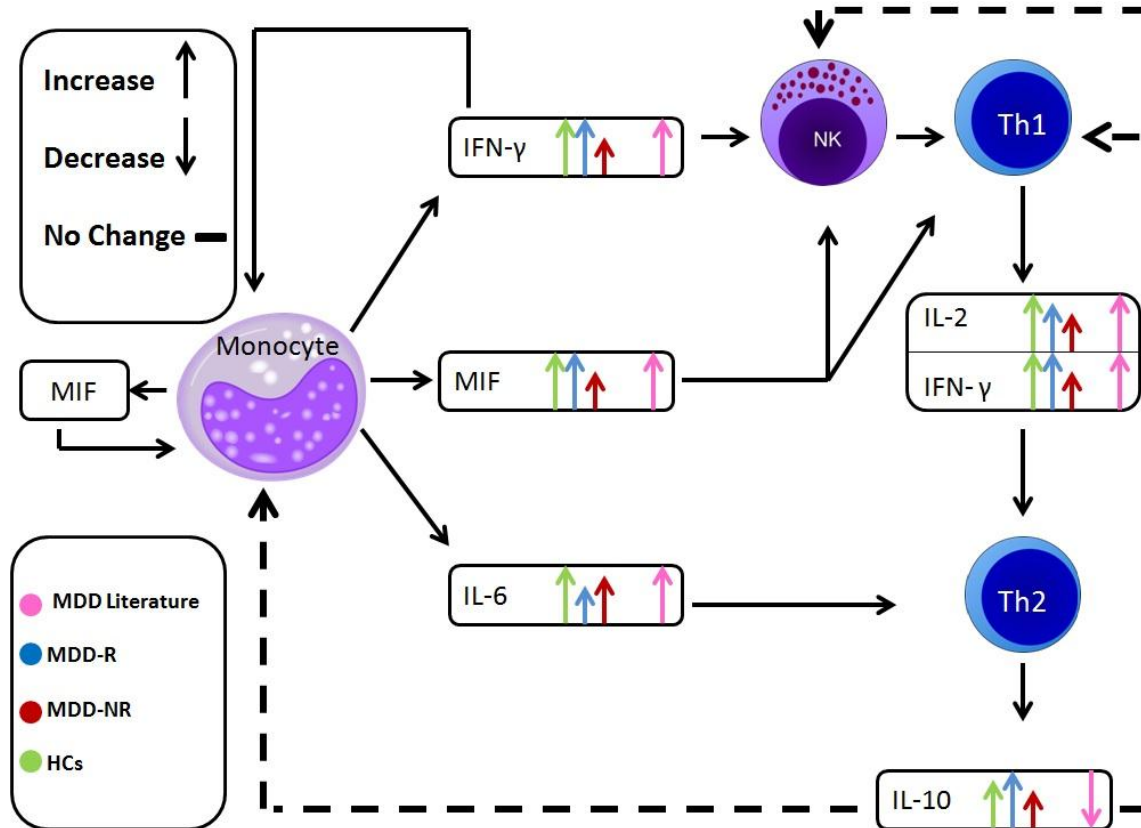 Increase
Decrease
No Change
IFN-γ
NK
Th1
Monocyte
MIF
MIF
IL-2
IFN- γ
IL-6
Th2
MDD Literature
MDD-R
MDD-NR
HCs
IL-10